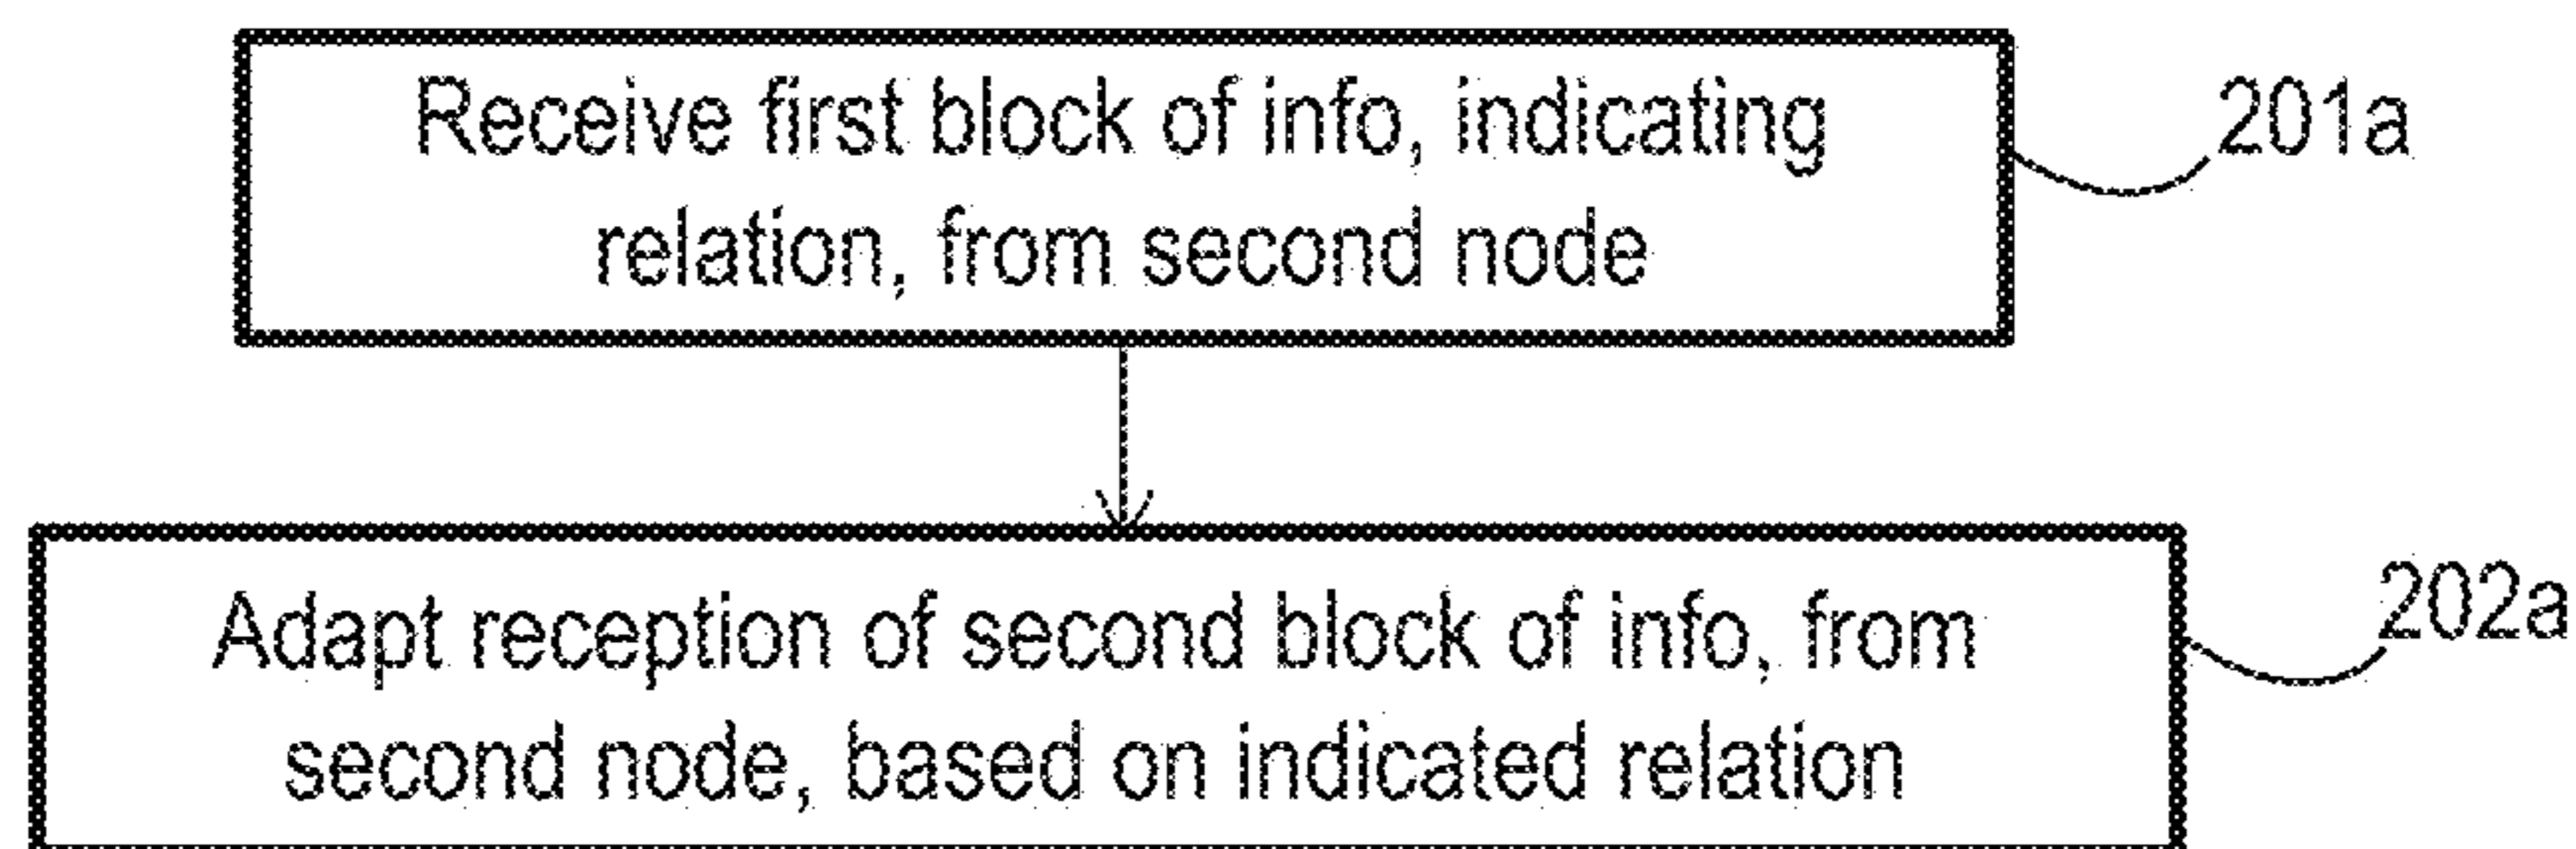 Receive first block of info, indicating
relation, from second node
201a
Adapt reception of second block of info, from
second node, based on indicated relation
202a